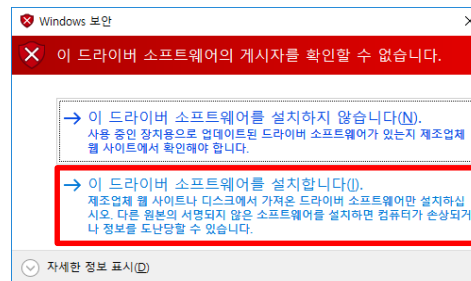 Windows 보안
이 드라이버 소프트웨어의 게시자를 확인할 수 없습니다.
→ 이 드라이버 소프트웨어를 설치하지 않습니다(N).
사용 중인 장치용으로 업데이트된 드라이버 소프트웨어가 있는지 제조업체
웹 사이트에서 확인해야 합니다.
→ 이 드라이버 소프트웨어를 설치합니다(I).
제조업체 웹 사이트나 디스크에서 가져온 드라이버 소프트웨어만 설치하십
시오. 다른 원본의 서명되지 않은 소프트웨어를 설치하면 컴퓨터가 손상되거
나 정보를 도난당할 수 있습니다.
자세한 정보 표시(D)